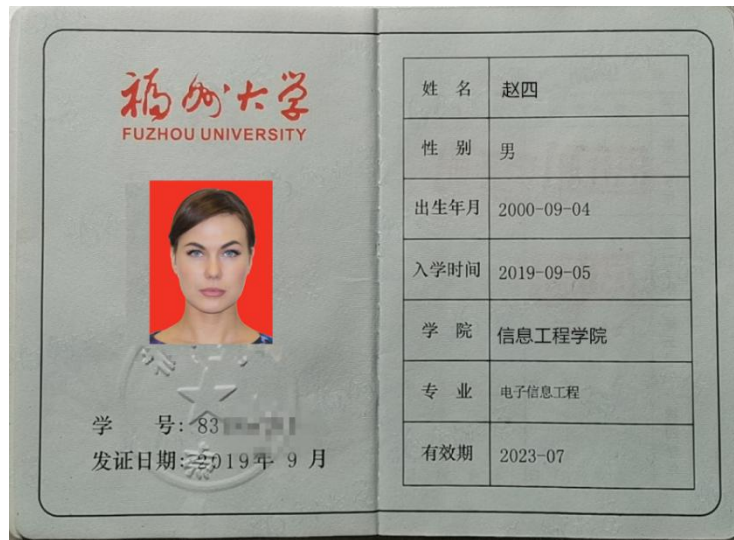 福州大学
FUZHOU UNIVERSITY
学 号: 83
发证日期: 2019年 9 月
姓 名 赵四
性 别 男
出生年月 2000-09-04
入学时间 2019-09-05
学 院 信息工程学院
专 业 电子信息工程
有效期 2023-07